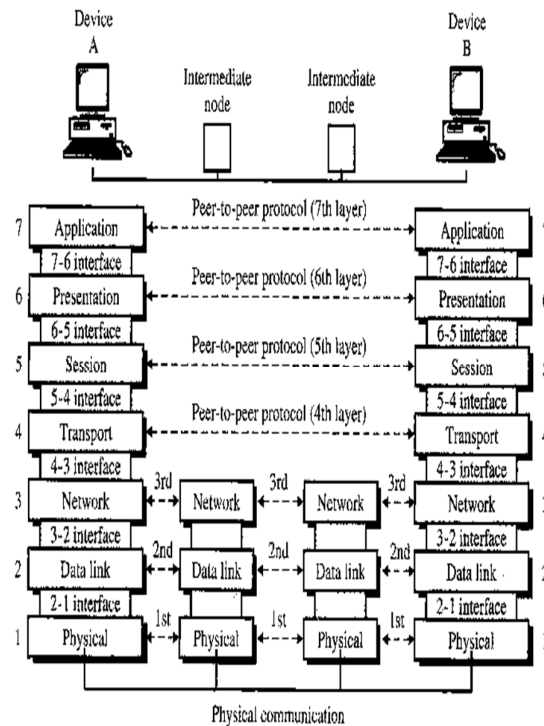 Device
A
Device
B
Intermediate
node
Intermediate
node
Peer-to-peer protocol (7th layer)
7 Application Application
7-6 interface 7-6 interface
Peer-to-peer protocol (6th layer)
6 Presentation Presentation
6-5 interface 6-5 interface
Peer-to-peer protocol (5th layer)
5 Session Session
5-4 interface 5-4 interface
Peer-to-peer protocol (4th layer)
4 Transport Transport
4-3 interface 4-3 interface
3rd 3rd 3rd
3 Network Network Network Network
3-2 interface 3-2 interface
2nd 2nd 2nd
2 Data link Data link Data link Data link
2-1 interface 2-1 interface
1st 1st 1st
1 Physical Physical Physical Physical
Physical communication